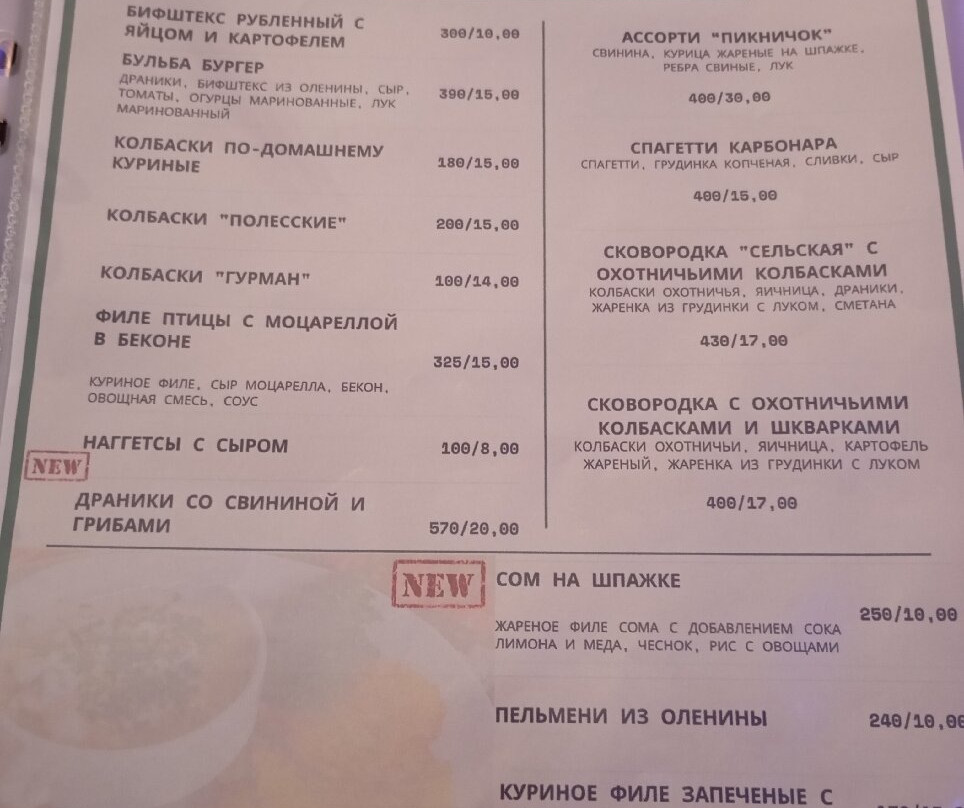 БИФШТЕКС РУБЛЕННЫЙ С
ЯЙЦОМ И КАРТОФЕЛЕМ
300/10,00
БУЛЬБА БУРГЕР
ДРАНИКИ, БИФШТЕКС ИЗ ОЛЕНИНЫ, СЫР,
ТОМАТЫ, ОГУРЦЫ МАРИНОВАННЫЕ, ЛУК
МАРИНОВАННЫЙ
390/15,00
КОЛБАСКИ ПО-ДОМАШНЕМУ
КУРИНЫЕ
180/15,00
КОЛБАСКИ "ПОЛЕССКИЕ"
200/15,00
КОЛБАСКИ "ГУРМАН"
100/14,00
ФИЛЕ ПТИЦЫ С МОЦАРЕЛЛОЙ
В БЕКОНЕ
325/15,00
КУРИНОЕ ФИЛЕ, СЫР МОЦАРЕЛЛА, БЕКОН,
ОВОЩНАЯ СМЕСЬ, СОУС
НАГГЕТСЫ С СЫРОМ
100/8,00
NEW
ДРАНИКИ СО СВИНИНОЙ И
ГРИБАМИ
570/20,00
АССОРТИ "ПИКНИЧОК"
СВИНИНА, КУРИЦА ЖАРЕНЫЕ НА ШПАЖКЕ,
РЕБРА СВИНЫЕ, ЛУК
400/30,00
СПАГЕТТИ КАРБОНАРА
СПАГЕТТИ, ГРУДИНКА КОПЧЕНАЯ, СЛИВКИ, СЫР
400/15,00
СКОВОРОДКА "СЕЛЬСКАЯ" С
ОХОТНИЧЬИМИ КОЛБАСКАМИ
КОЛБАСКИ ОХОТНИЧЬЯ, ЯИЧНИЦА, ДРАНИКИ,
ЖАРЕНКА ИЗ ГРУДИНКИ С ЛУКОМ, СМЕТАНА
430/17,00
СКОВОРОДКА С ОХОТНИЧЬИМИ
КОЛБАСКАМИ И ШКВАРКАМИ
КОЛБАСКИ ОХОТНИЧЬИ, ЯИЧНИЦА, КАРТОФЕЛЬ
ЖАРЕНЫЙ, ЖАРЕНКА ИЗ ГРУДИНКИ С ЛУКОМ
400/17,00
NEW
СОМ НА ШПАЖКЕ
250/10,00
ЖАРЕНОЕ ФИЛЕ СОМА С ДОБАВЛЕНИЕМ СОКА
ЛИМОНА И МЕДА, ЧЕСНОК, РИС С ОВОЩАМИ
ПЕЛЬМЕНИ ИЗ ОЛЕНИНЫ
240/10,00
КУРИНОЕ ФИЛЕ ЗАПЕЧЕНЫЕ С